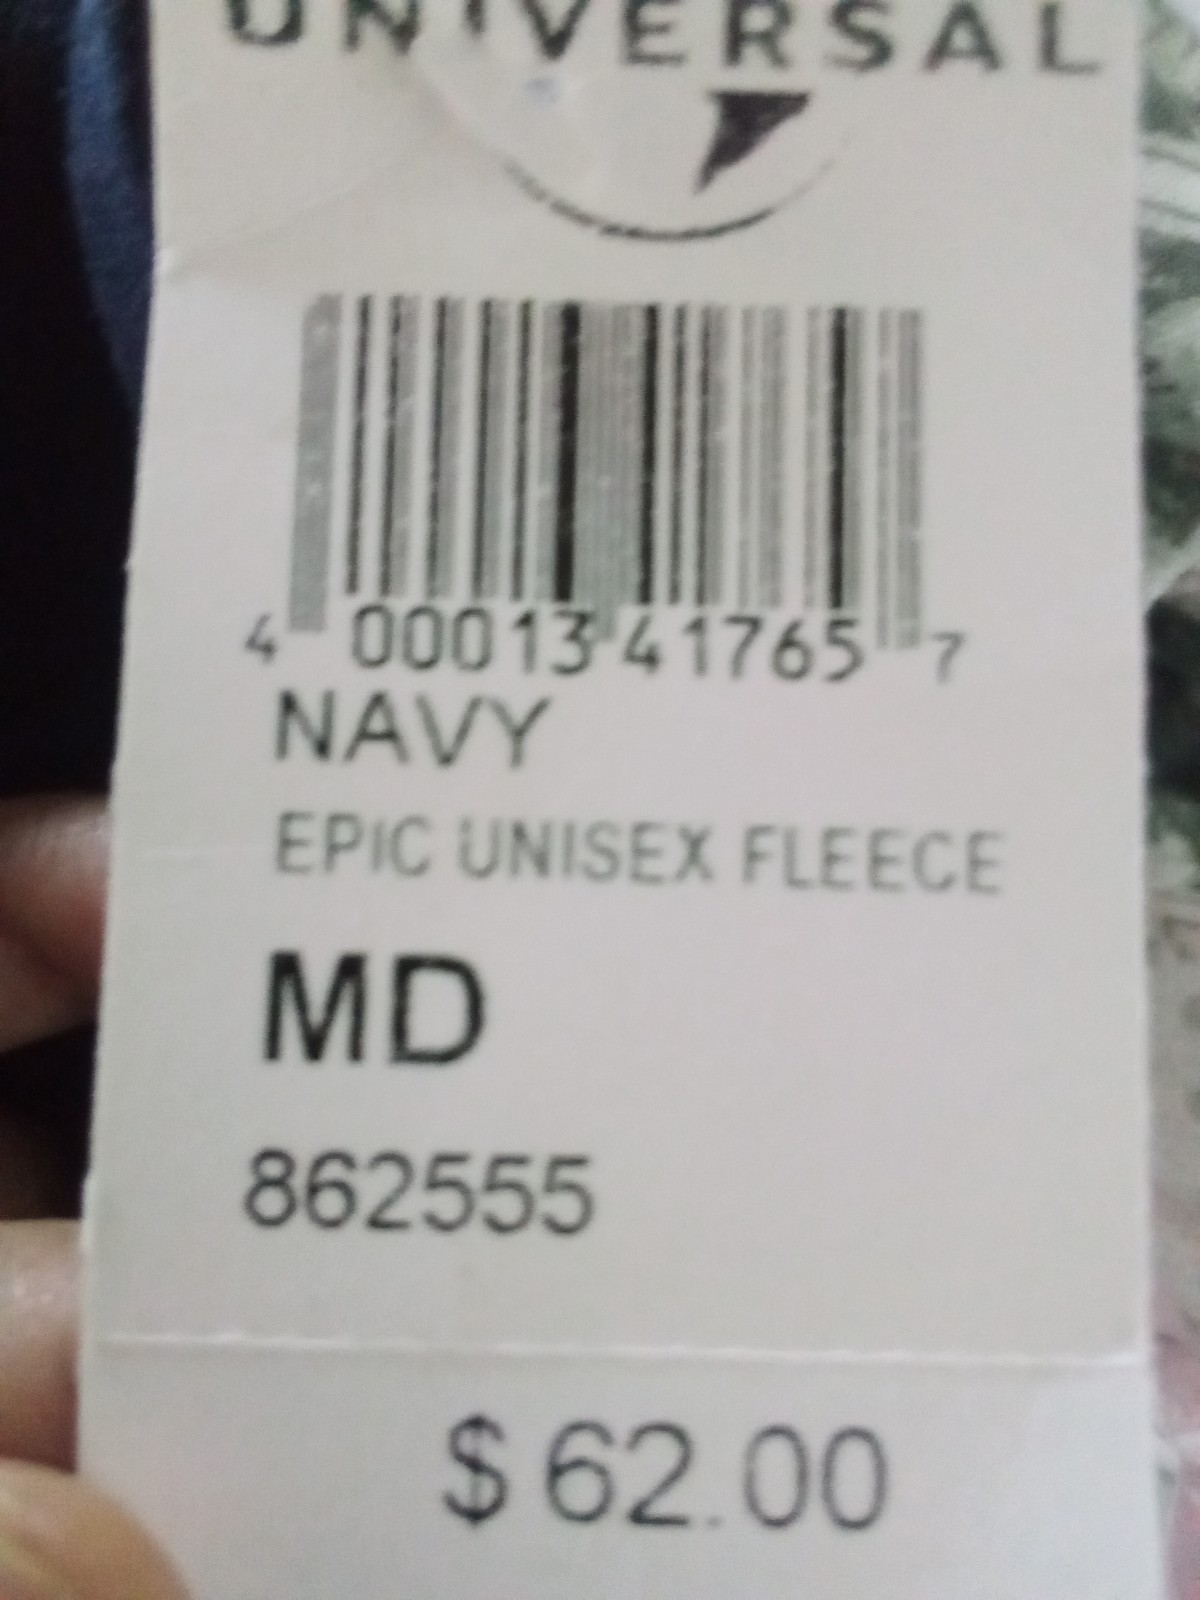 UNIVERSAL
4 00013 41765 7
NAVY
EPIC UNISEX FLEECE
MD
862555
$ 62.00